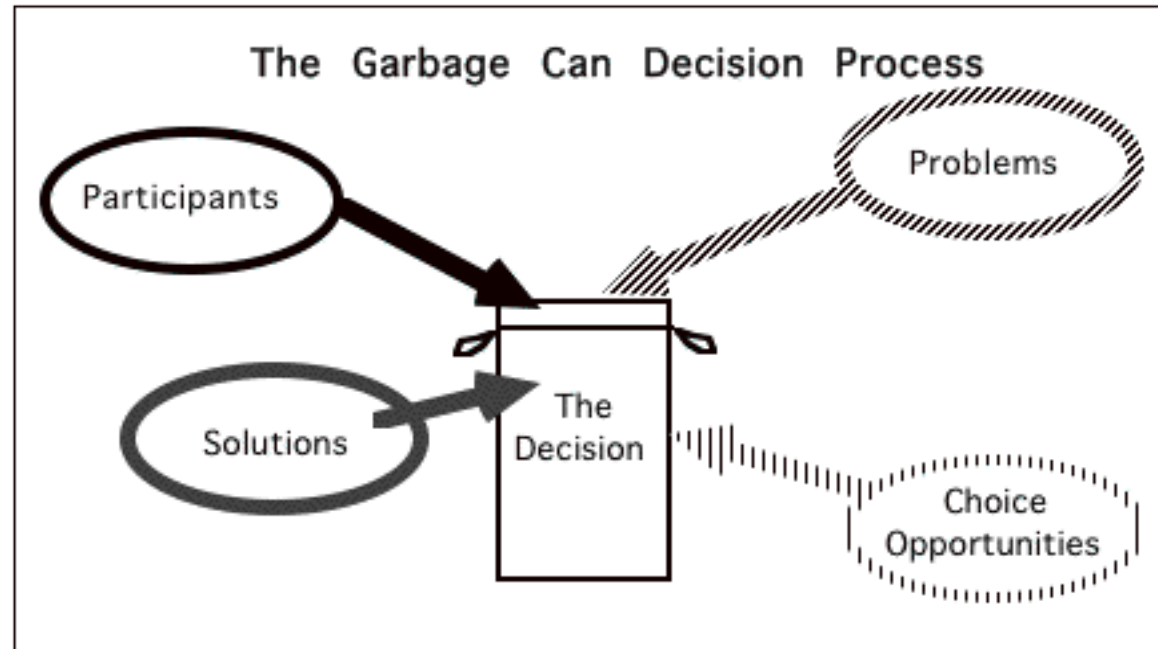 The Garbage Can Decision Process
Participants
Problems
Solutions
The
Decision
Choice
Opportunities